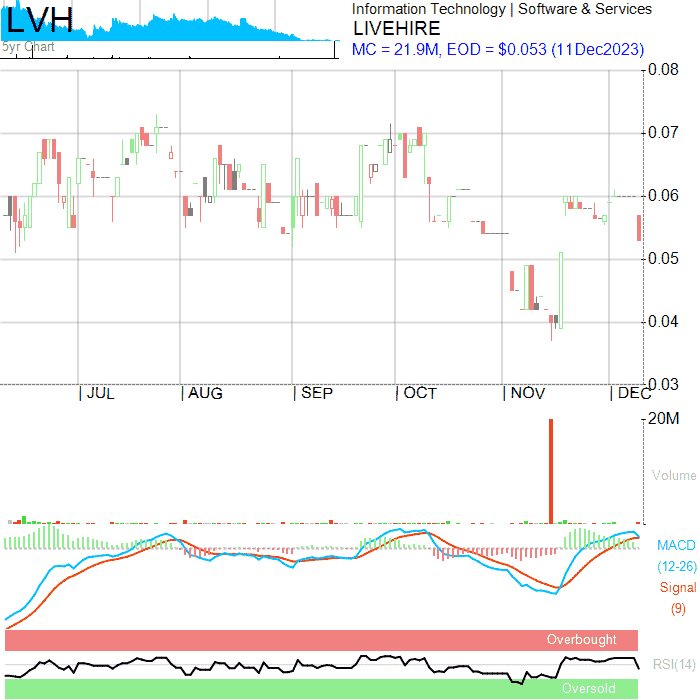 LVH
5yr Chart
Information Technology | Software & Services
LIVEHIRE
MC = 21.9M, EOD = $0.053 (11Dec2023)
0.08
0.07
0.06
0.05
0.04
0.03
| JUL | AUG | SEP | OCT | NOV | DEC
20M
Volume
MACD
(12-26)
Signal
(9)
Overbought
RSI(14)
Oversold